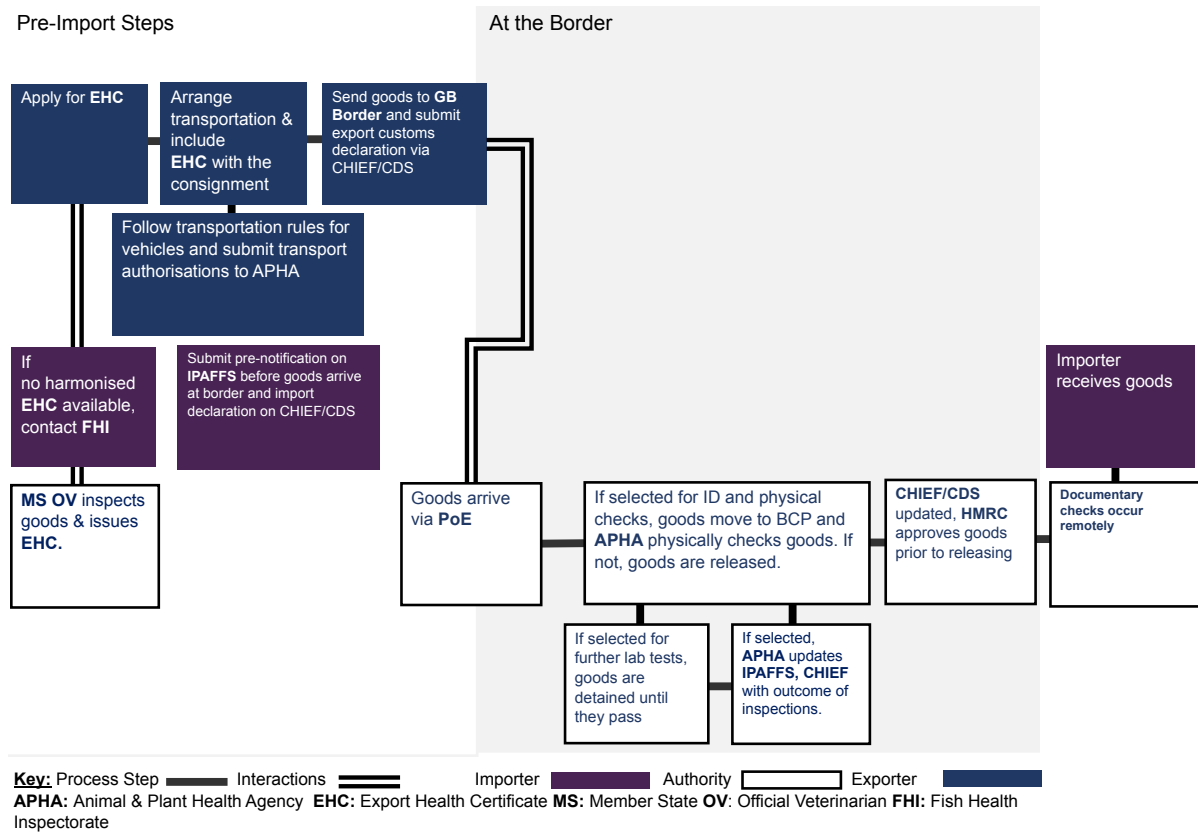 Pre-Import Steps
At the Border
Apply for EHC
Arrange
transportation &
include
EHC with the
consignment
Send goods to GB
Border and submit
export customs
declaration via
CHIEF/CDS
Follow transportation rules for
vehicles and submit transport
authorisations to APHA
If
no harmonised
EHC available,
contact FHI
Submit pre-notification on
IPAFFS before goods arrive
at border and import
declaration on CHIEF/CDS
Importer
receives goods
MS OV inspects
goods & issues
EHC.
Goods arrive
via PoE
If selected for ID and physical
checks, goods move to BCP and
APHA physically checks goods. If
not, goods are released.
CHIEF/CDS
updated, HMRC
approves goods
prior to releasing
Documentary
checks occur
remotely
If selected for
further lab tests,
goods are
detained until
they pass
If selected,
APHA updates
IPAFFS, CHIEF
with outcome of
inspections.
Key: Process Step Interactions Importer Authority Exporter
APHA: Animal & Plant Health Agency EHC: Export Health Certificate MS: Member State OV: Official Veterinarian FHI: Fish Health
Inspectorate